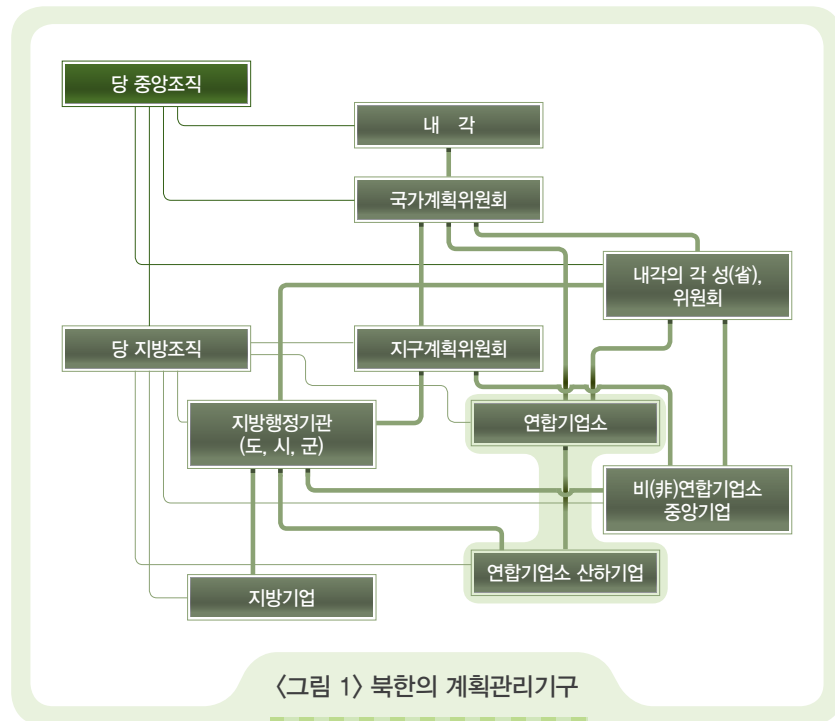 당 중앙조직
내 각
국가계획위원회
내각의 각 성(省),
위원회
당 지방조직
지구계획위원회
지방행정기관
(도, 시, 군)
연합기업소
비(非)연합기업소
중앙기업
연합기업소 산하기업
지방기업
〈그림 1〉 북한의 계획관리기구